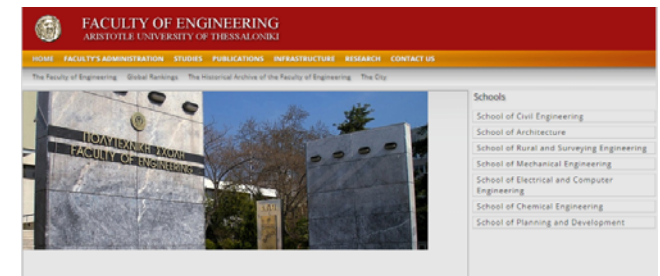 FACULTY OF ENGINEERING
ARISTOTLE UNIVERSITY OF THESSALONIKI
HOME FACULTY'S ADMINISTRATION STUDIES PUBLICATIONS INFRASTRUCTURE RESEARCH CONTACT US
The Faculty of Engineering Global Rankings The Historical Archive of the Faculty of Engineering The City
ΠΟΛΥΤΕΧΝΙΚΗ ΣΧΟΛΗ
FACULTY OF ENGINEERING
Schools
School of Civil Engineering
School of Architecture
School of Rural and Surveying Engineering
School of Mechanical Engineering
School of Electrical and Computer
Engineering
School of Chemical Engineering
School of Planning and Development